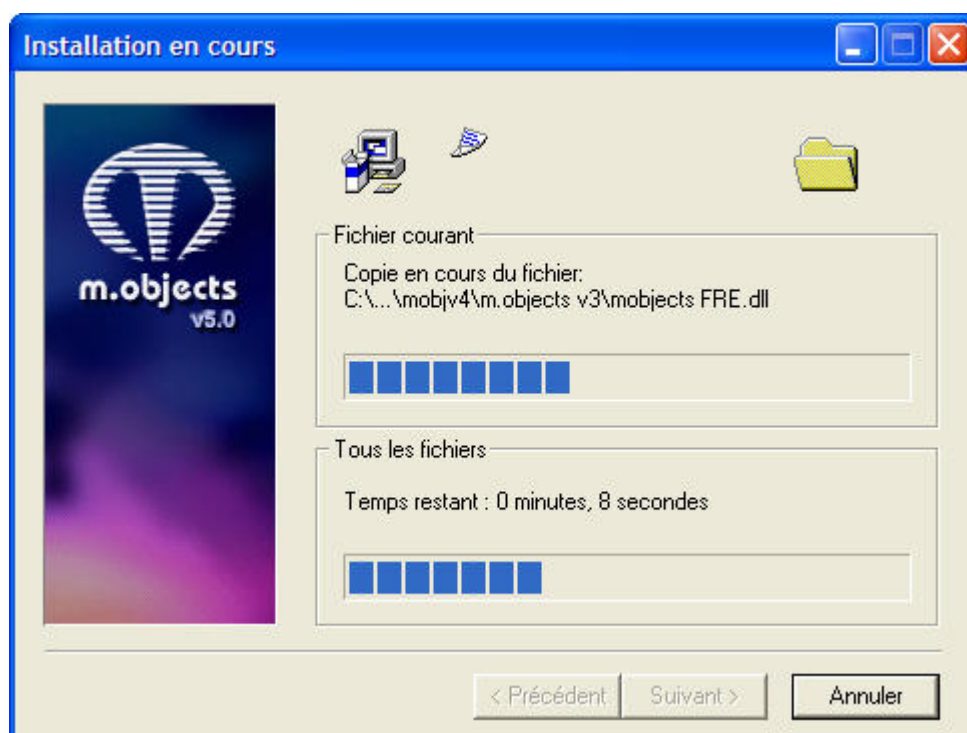 Installation en cours
m.objects
v5.0
Fichier courant
Copie en cours du fichier:
C:\...\mobjv4\m.objects v3\mobjects FRE.dll
Tous les fichiers
Temps restant : 0 minutes, 8 secondes
< Précédent
Suivant >
Annuler